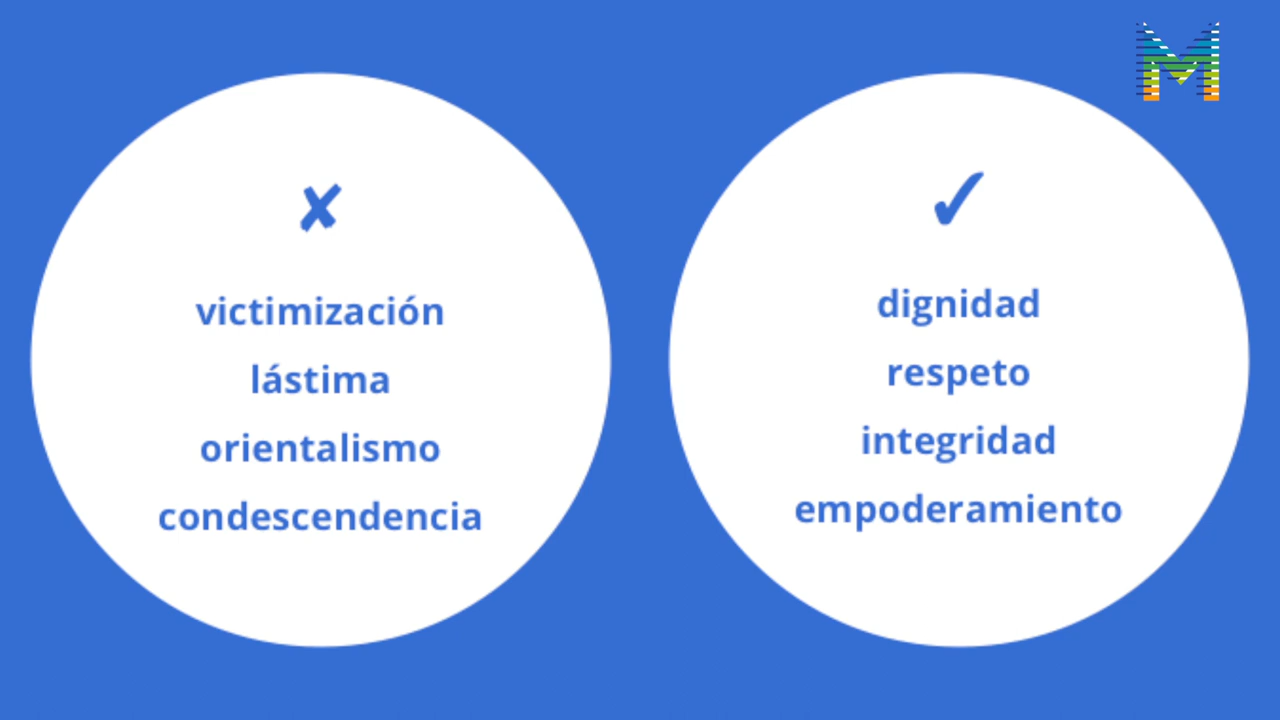 ✘
victimización
lástima
orientalismo
condescendencia
✓
dignidad
respeto
integridad
empoderamiento
M